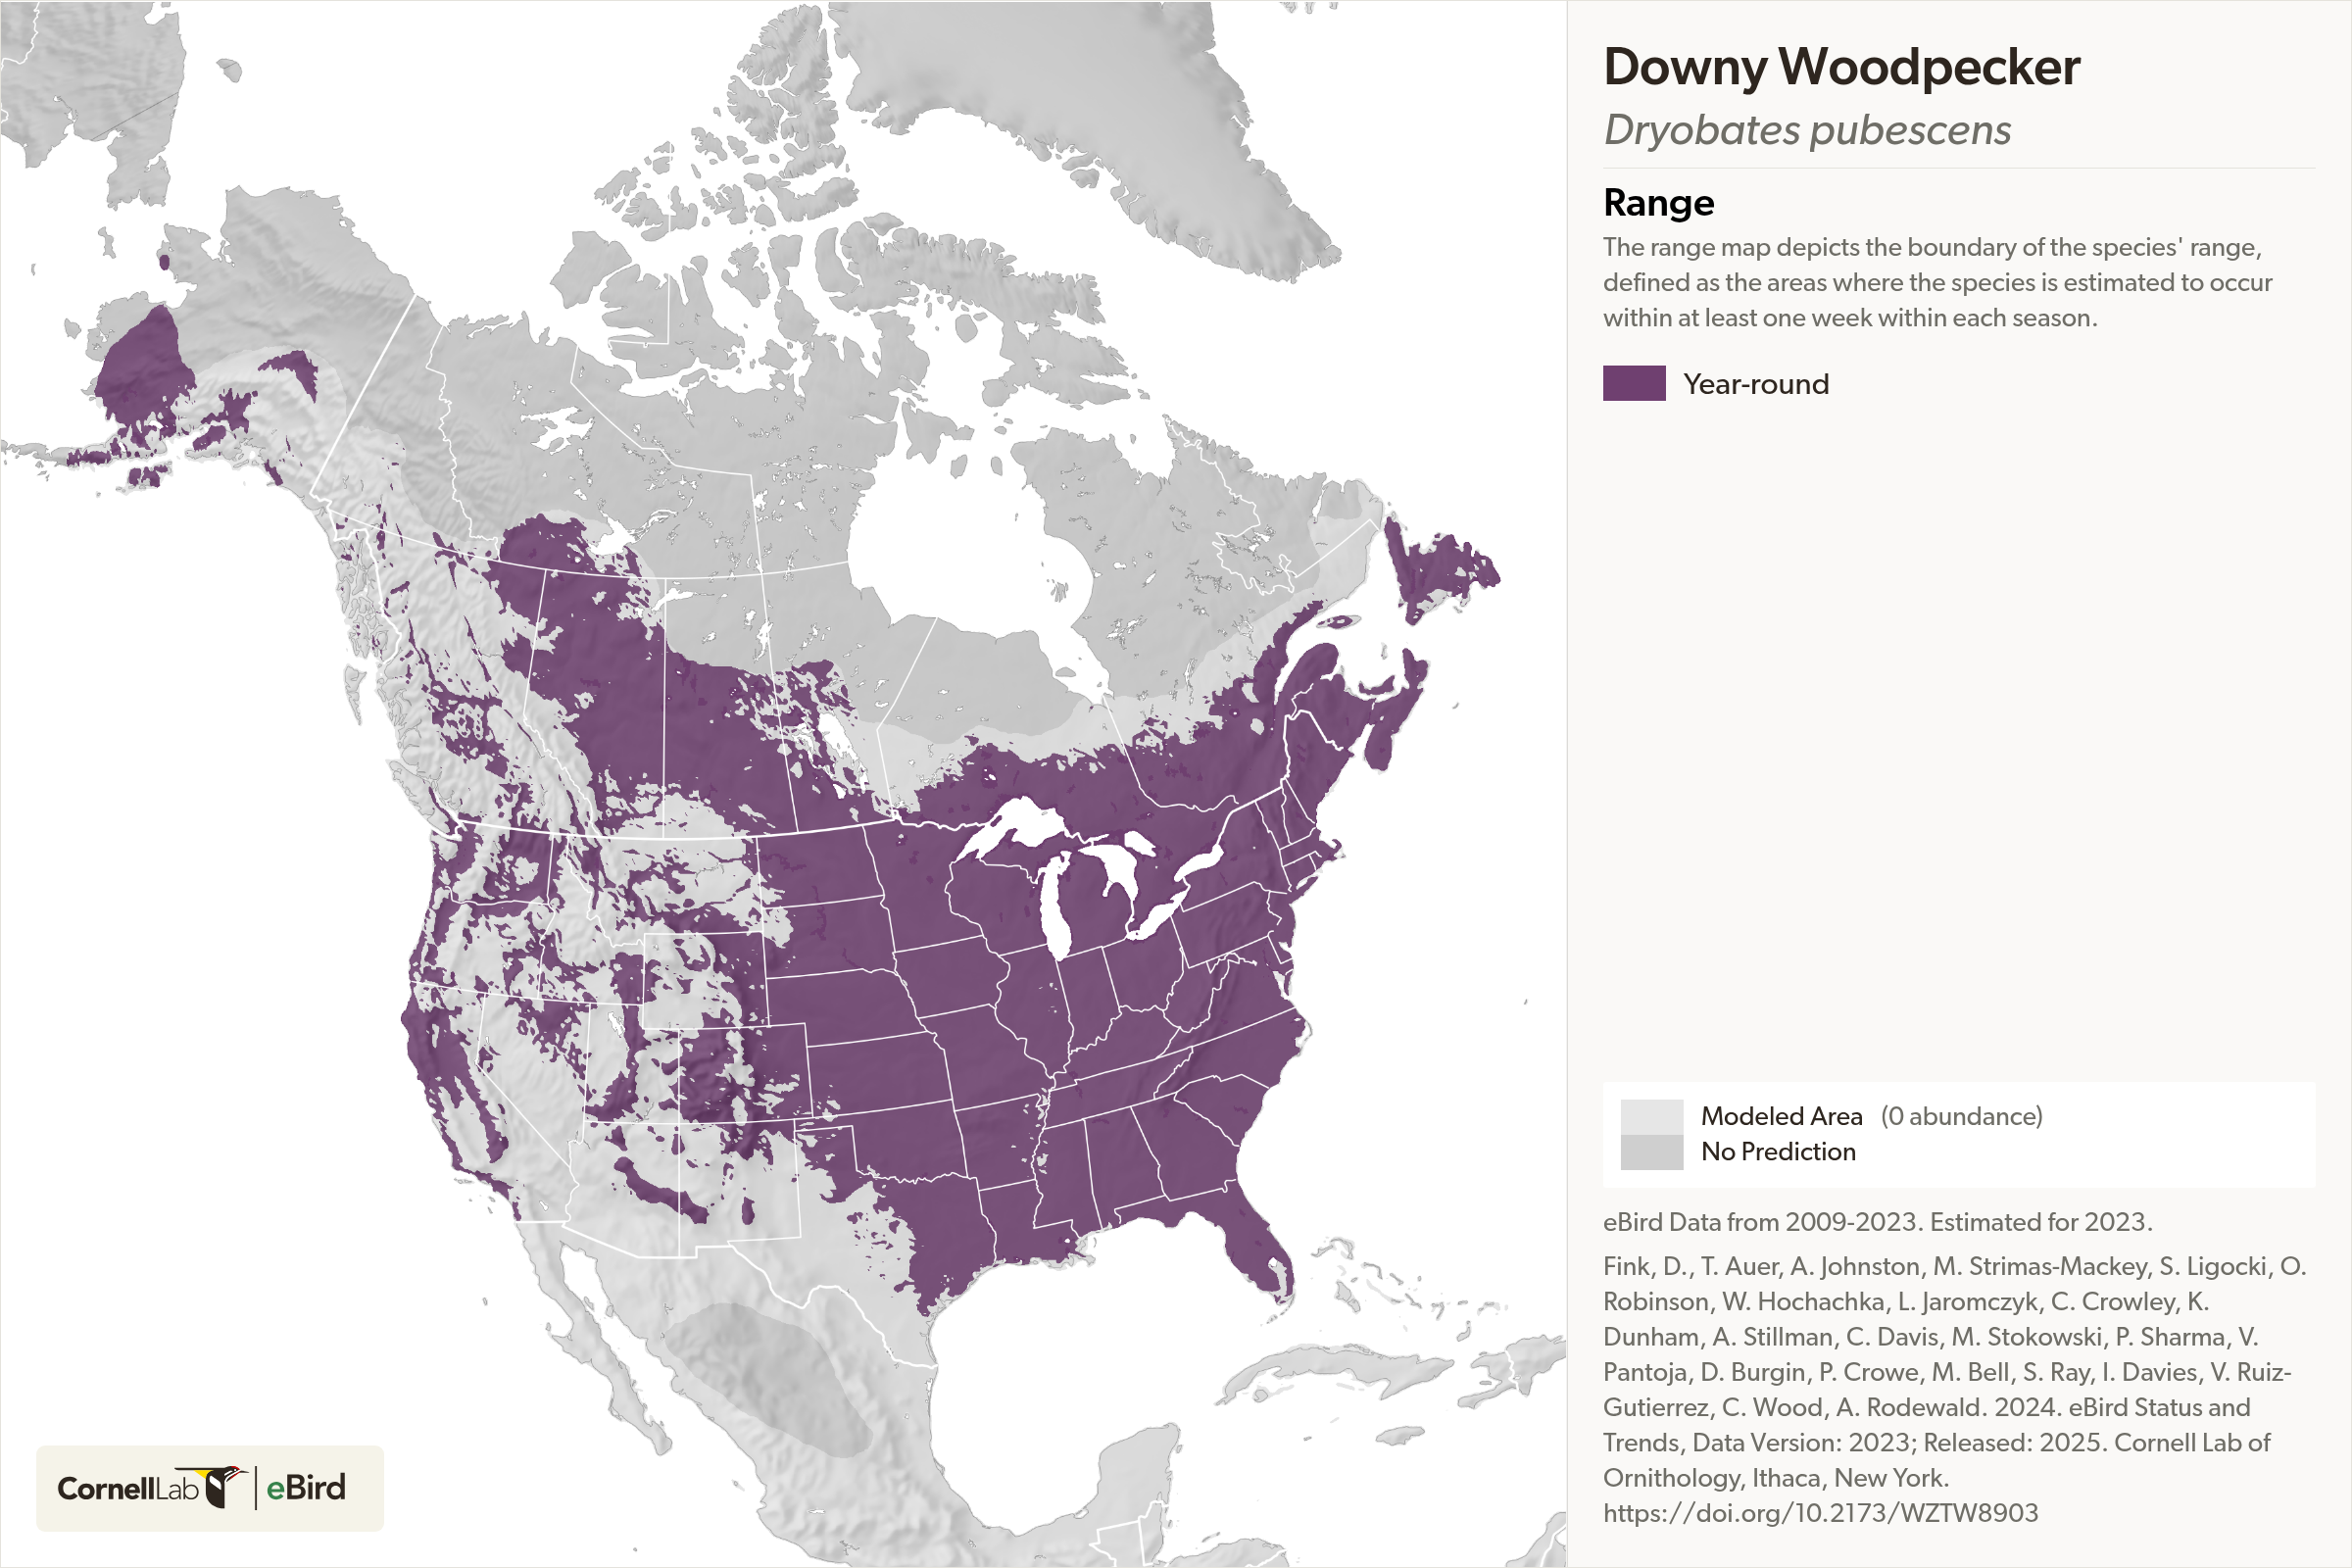 Downy Woodpecker
Dryobates pubescens
Range
The range map depicts the boundary of the species' range,
defined as the areas where the species is estimated to occur
within at least one week within each season.
Year-round
Modeled Area (0 abundance)
No Prediction
eBird Data from 2009-2023. Estimated for 2023.
Fink, D., T. Auer, A. Johnston, M. Strimas-Mackey, S. Ligocki, O.
Robinson, W. Hochachka, L. Jaromczyk, C. Crowley, K.
Dunham, A. Stillman, C. Davis, M. Stokowski, P. Sharma, V.
Pantoja, D. Burgin, P. Crowe, M. Bell, S. Ray, I. Davies, V. Ruiz-
Gutierrez, C. Wood, A. Rodewald. 2024. eBird Status and
Trends, Data Version: 2023; Released: 2025. Cornell Lab of
Ornithology, Ithaca, New York.
https://doi.org/10.2173/WZTW8903
CornellLab eBird